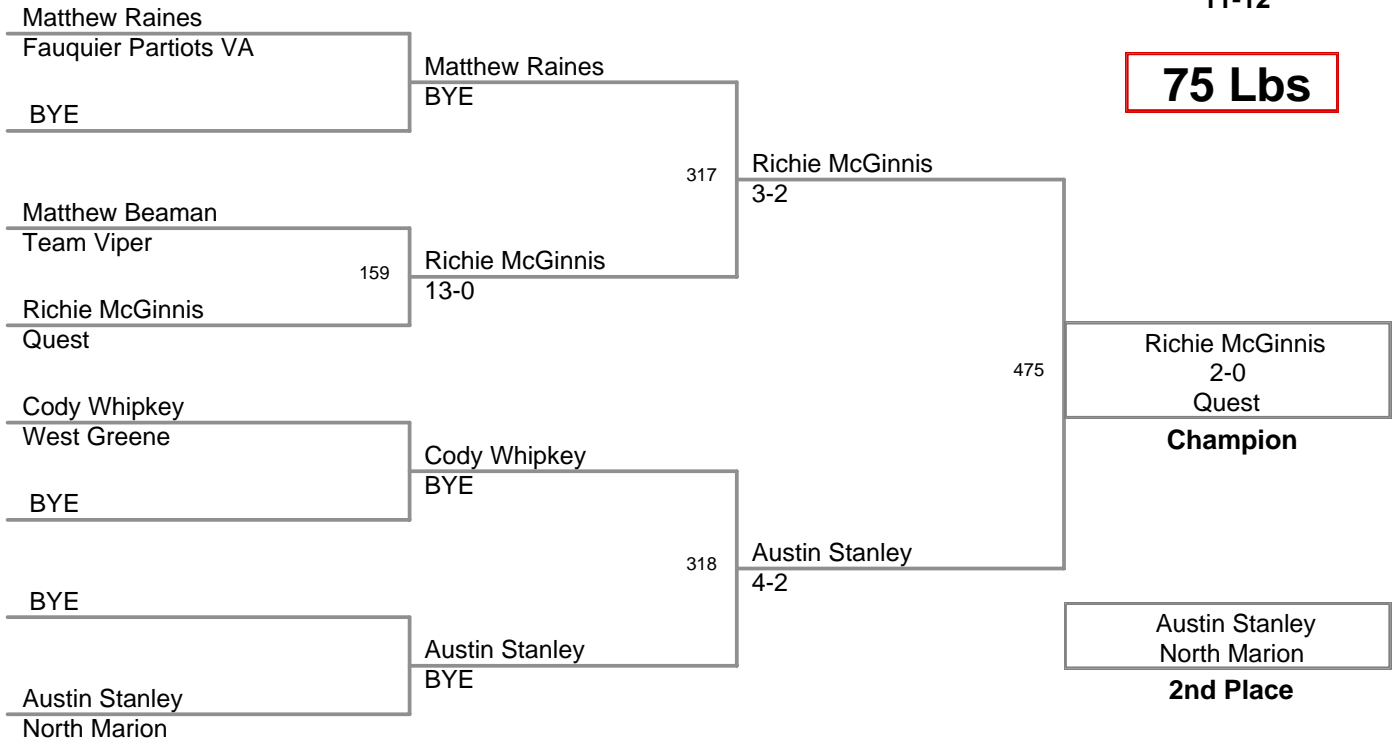 11-12
75 Lbs
Matthew Raines
Fauquier Partiots VA
BYE
Matthew Beaman
Team Viper
159
Richie McGinnis
Quest
Cody Whipkey
West Greene
BYE
BYE
Austin Stanley
North Marion
Matthew Raines
BYE
317
Richie McGinnis
13-0
Cody Whipkey
BYE
318
Austin Stanley
BYE
Richie McGinnis
3-2
475
Austin Stanley
4-2
Richie McGinnis
2-0
Quest
Champion
Austin Stanley
North Marion
2nd Place